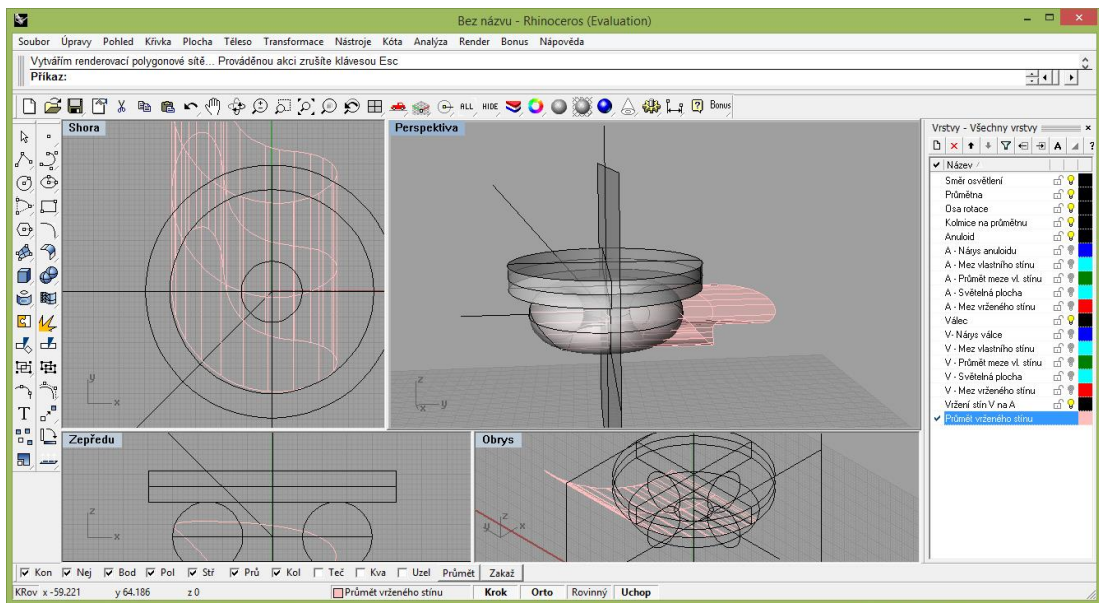 Bez názvu - Rhinoceros (Evaluation)
Soubor Úpravy Pohled Křivka Plocha Těleso Transformace Nástroje Kóta Analýza Render Bonus Nápověda
Vytvářím renderovací polygonové sítě... Prováděnou akci zrušíte klávesou Esc
Příkaz:
ALL HIDE Bonus
Shora
y
x
Perspektiva
z
x y
Zepředu
z
x
Obrys
z
y x
Vrstvy - Všechny vrstvy
Název
Směr osvětlení
Průmětna
Osa rotace
Kolmice na průmětnu
Anuloid
A - Nárys anuloidu
A - Mez vlastního stínu
A - Průmět meze vl. stínu
A - Světelná plocha
A - Mez vrženého stínu
Válec
V- Nárys válce
V - Mez vlastního stínu
V - Průmět meze vl. stínu
V - Světelná plocha
V - Mez vrženého stínu
Vržení stín V na A
Průmět vrženého stínu
Kon Nej Bod Pol Stř Prů Kol Teč Kva Uzel Průmět Zakaž
KRov x -59.221 y 64.186 z 0 Průmět vrženého stínu Krok Orto Rovinný Uchop